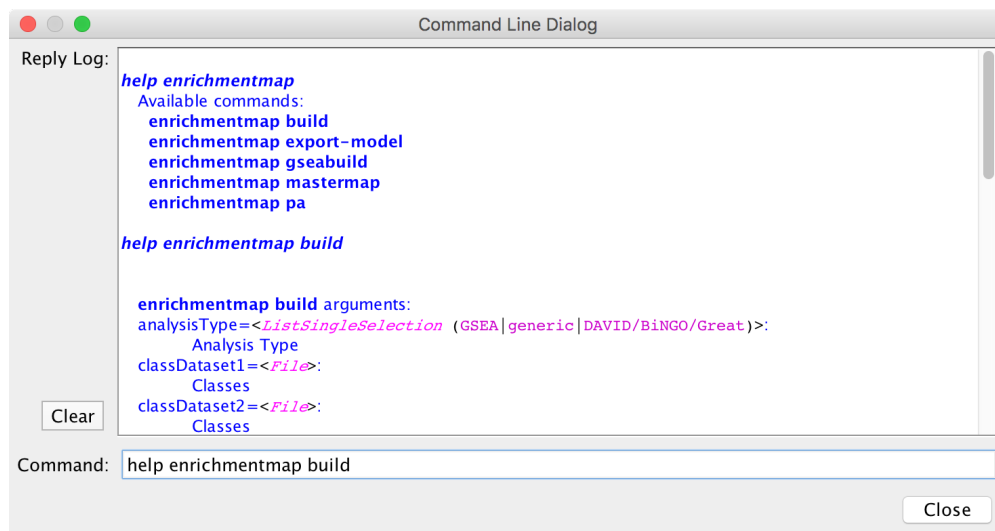 Command Line Dialog
Reply Log:
help enrichmentmap
Available commands:
enrichmentmap build
enrichmentmap export-model
enrichmentmap gseabuild
enrichmentmap mastermap
enrichmentmap pa
help enrichmentmap build
enrichmentmap build arguments:
analysisType=<ListSingleSelection (GSEA|generic|DAVID/BiNGO/Great)>:
Analysis Type
classDataset1=<File>:
Classes
classDataset2=<File>:
Classes
Clear
Command: help enrichmentmap build
Close